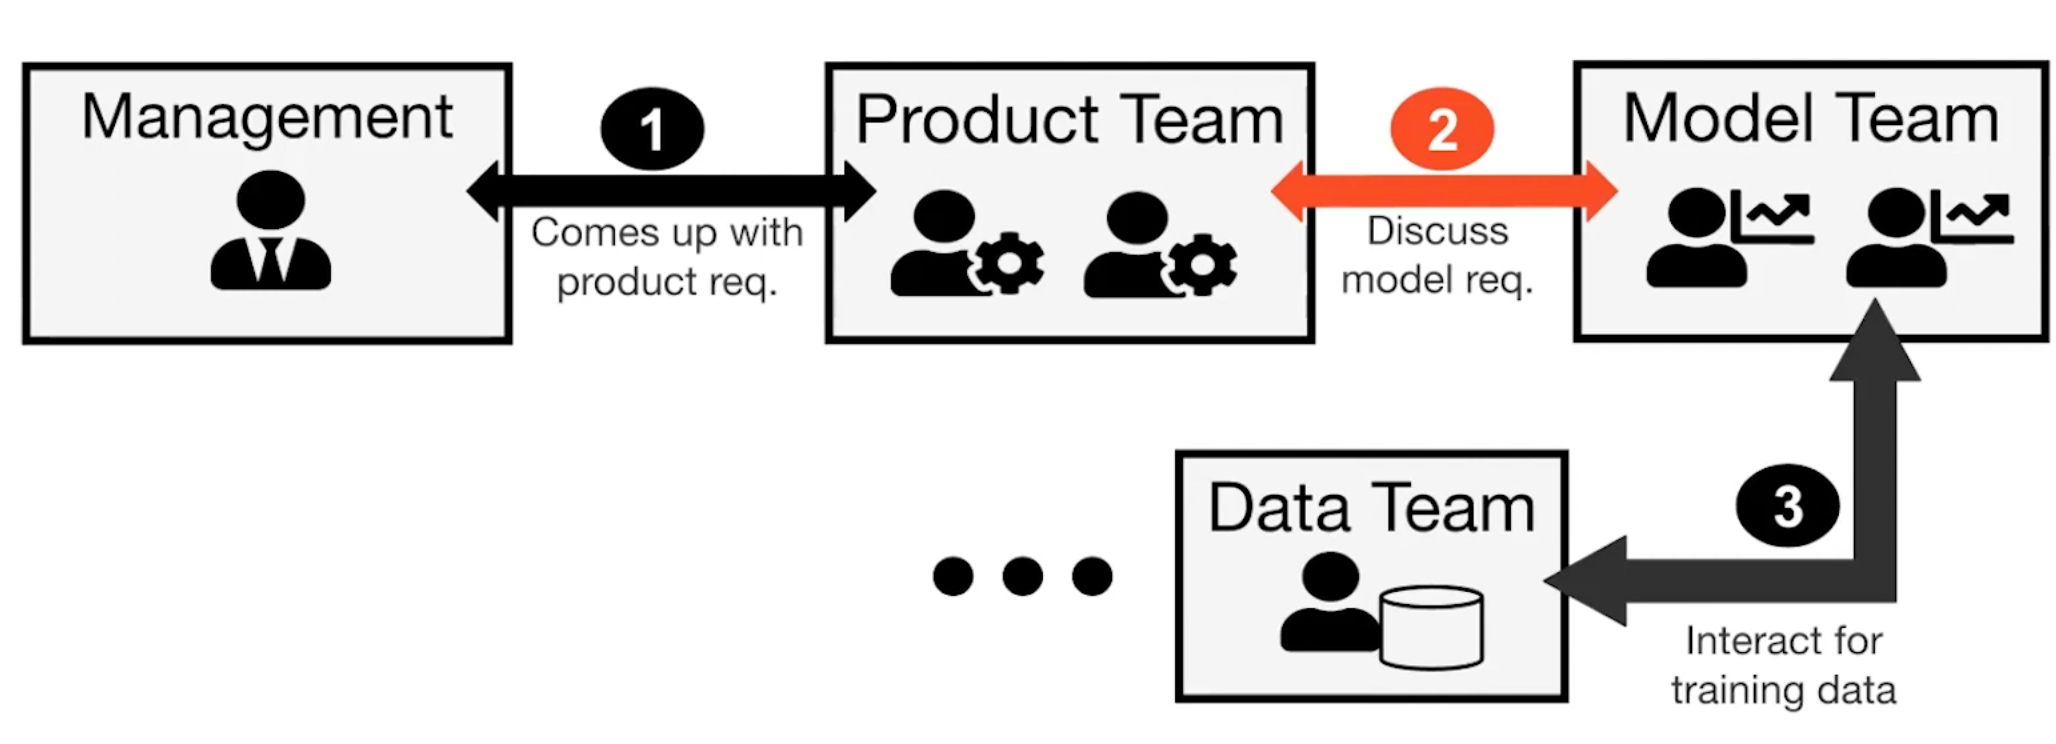 Management
1
Comes up with
product req.
Product Team
2
Discuss
model req.
Model Team
Data Team
3
Interact for
training data